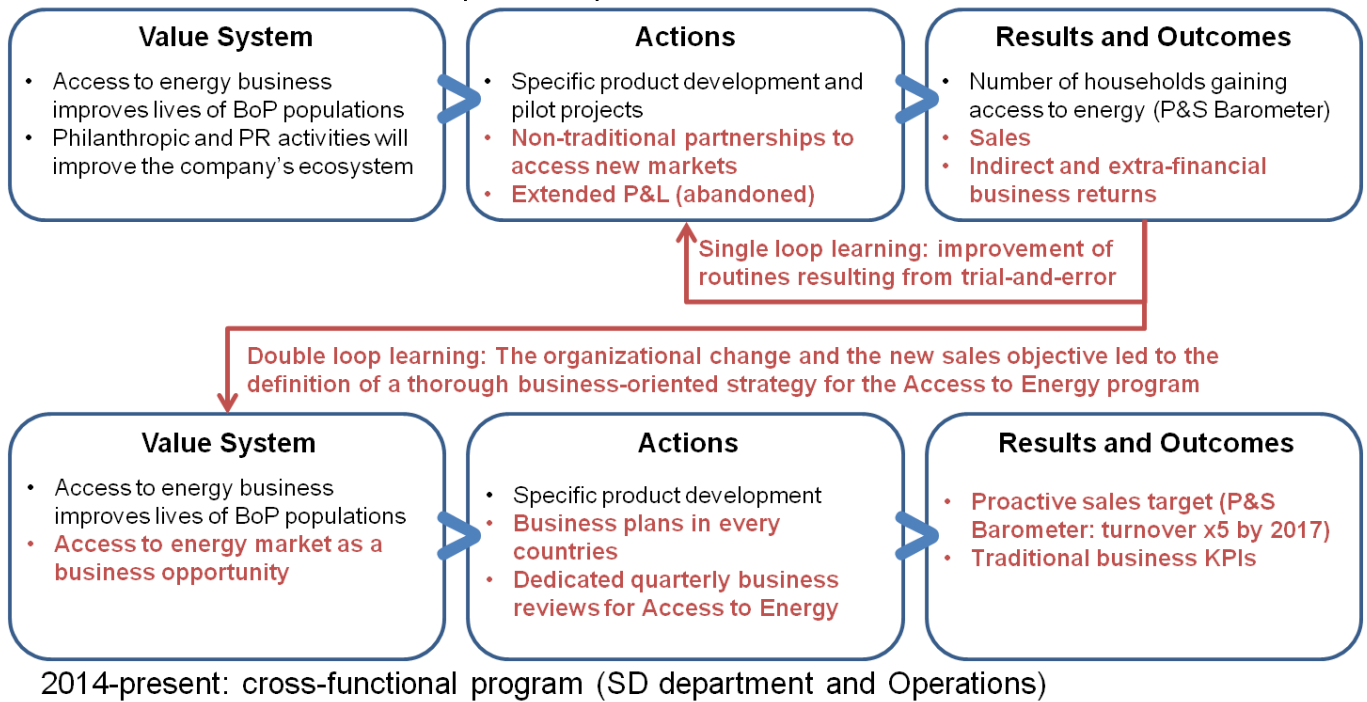 Value System
• Access to energy business
improves lives of BoP populations
• Philanthropic and PR activities will
improve the company's ecosystem
Actions
• Specific product development and
pilot projects
• Non-traditional partnerships to
access new markets
• Extended P&L (abandoned)
Results and Outcomes
• Number of households gaining
access to energy (P&S Barometer)
• Sales
• Indirect and extra-financial
business returns
Single loop learning: improvement of
routines resulting from trial-and-error
Double loop learning: The organizational change and the new sales objective led to the
definition of a thorough business-oriented strategy for the Access to Energy program
Value System
• Access to energy business
improves lives of BoP populations
• Access to energy market as a
business opportunity
Actions
• Specific product development
• Business plans in every
countries
• Dedicated quarterly business
reviews for Access to Energy
Results and Outcomes
• Proactive sales target (P&S
Barometer: turnover x5 by 2017)
• Traditional business KPIs
2014-present: cross-functional program (SD department and Operations)